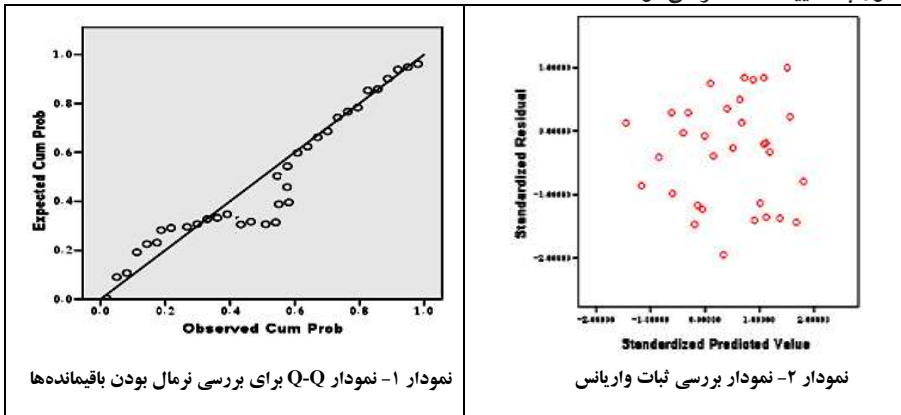 1.0
0.8
0.6
0.4
0.2
0.0
Expected Cum Prob
0.0 0.2 0.4 0.6 0.8 1.0
Observed Cum Prob
نمودار ۱- نمودار Q-Q برای بررسی نرمال بودن باقیمانده‌ها
Standardized Residual
Standardized Predicted Value
نمودار ۲- نمودار بررسی ثبات واریانس